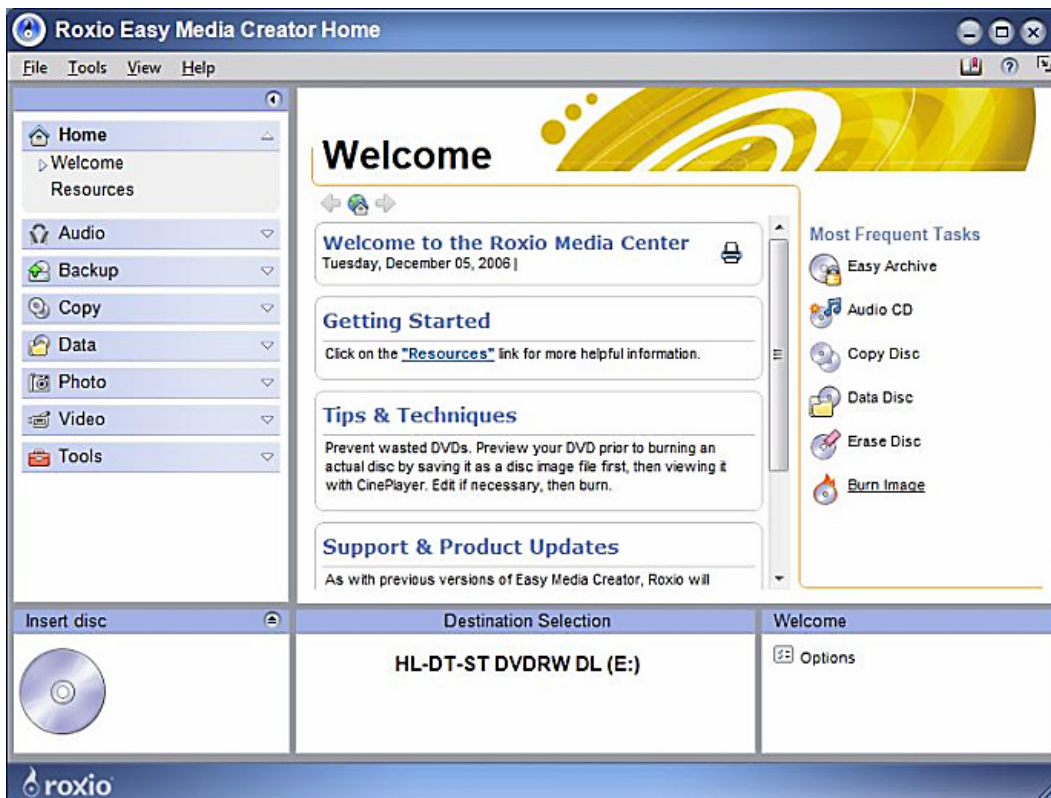 Roxio Easy Media Creator Home
File Tools View Help
Home
Welcome
Resources
Audio
Backup
Copy
Data
Photo
Video
Tools
Welcome
Welcome to the Roxio Media Center
Tuesday, December 05, 2006 |
Getting Started
Click on the "Resources" link for more helpful information.
Tips & Techniques
Prevent wasted DVDs. Preview your DVD prior to burning an
actual disc by saving it as a disc image file first, then viewing it
with CinePlayer. Edit if necessary, then burn.
Support & Product Updates
As with previous versions of Easy Media Creator, Roxio will
Most Frequent Tasks
Easy Archive
Audio CD
Copy Disc
Data Disc
Erase Disc
Burn Image
Insert disc
Destination Selection
HL-DT-ST DVDRW DL (E:)
Welcome
Options
roxio